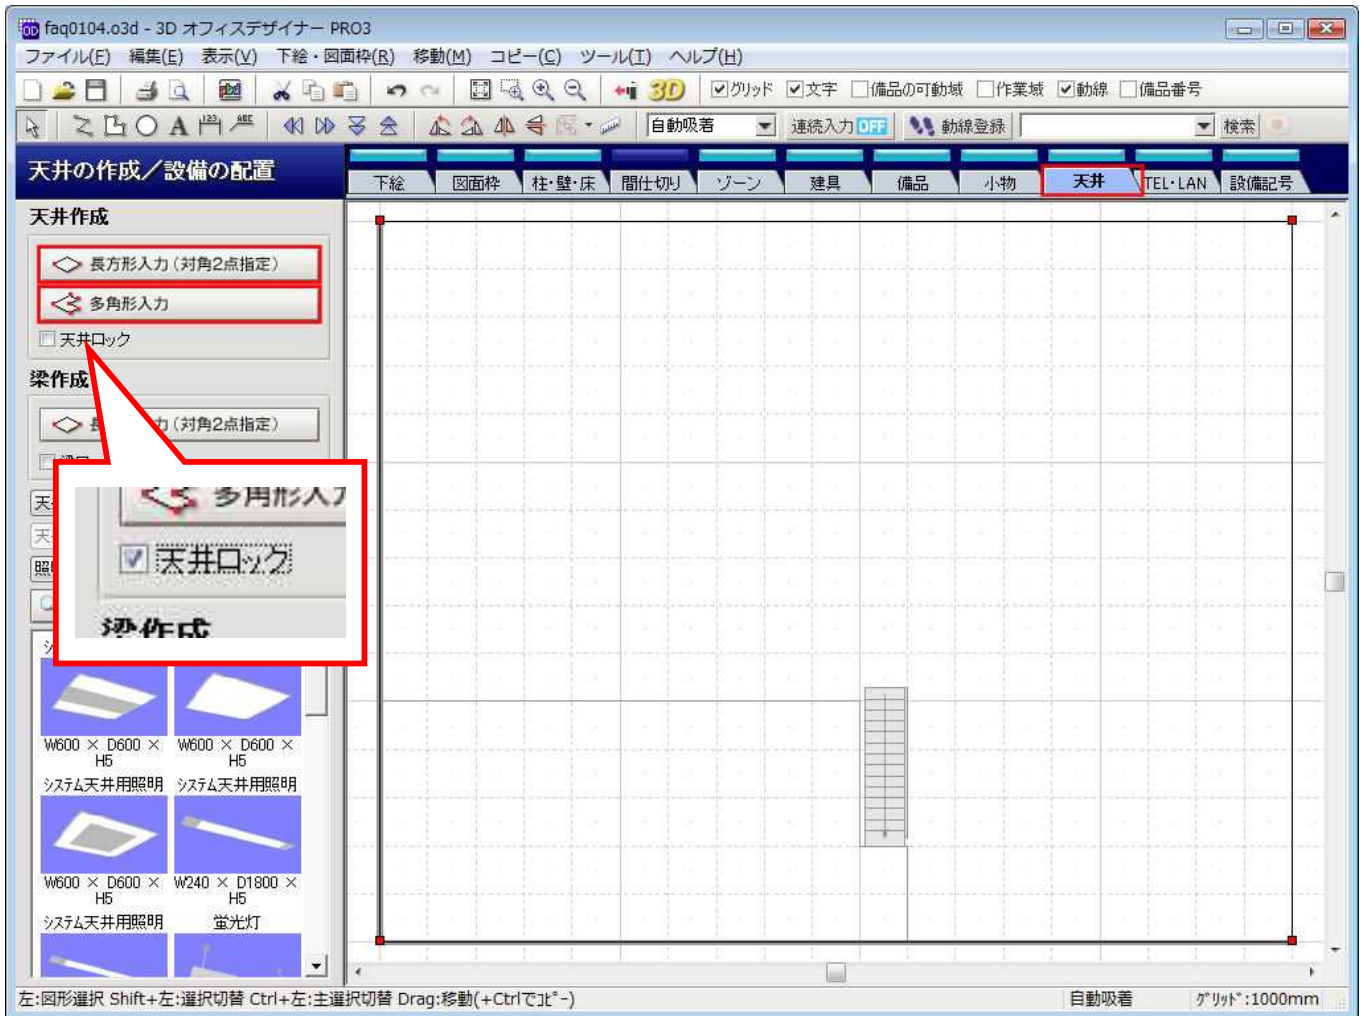 faq0104.o3d - 3D オフィスデザイナー PRO3
ファイル(F) 編集(E) 表示(V) 下絵・図面枠(R) 移動(M) コピー(C) ツール(T) ヘルプ(H)
3D グリッド 文字 備品の可動域 作業域 動線 備品番号
A 123 ABC 自動吸着 連続入力 OFF 動線登録 検索
天井の作成/設備の配置
下絵 図面枠 柱・壁・床 間仕切り ゾーン 建具 備品 小物 天井 TEL・LAN 設備記号
天井作成
長方形入力(対角2点指定)
多角形入力
天井ロック
梁作成
力(対角2点指定)
多角形入力
天井ロック
梁作成
W600 × D600 × H5
W600 × D600 × H5
システム天井用照明
システム天井用照明
W600 × D600 × H5
W240 × D1800 × H5
システム天井用照明
蛍光灯
左:図形選択 Shift+左:選択切替 Ctrl+左:主選択切替 Drag:移動(+Ctrlでコピー) 自動吸着 グリッド:1000mm